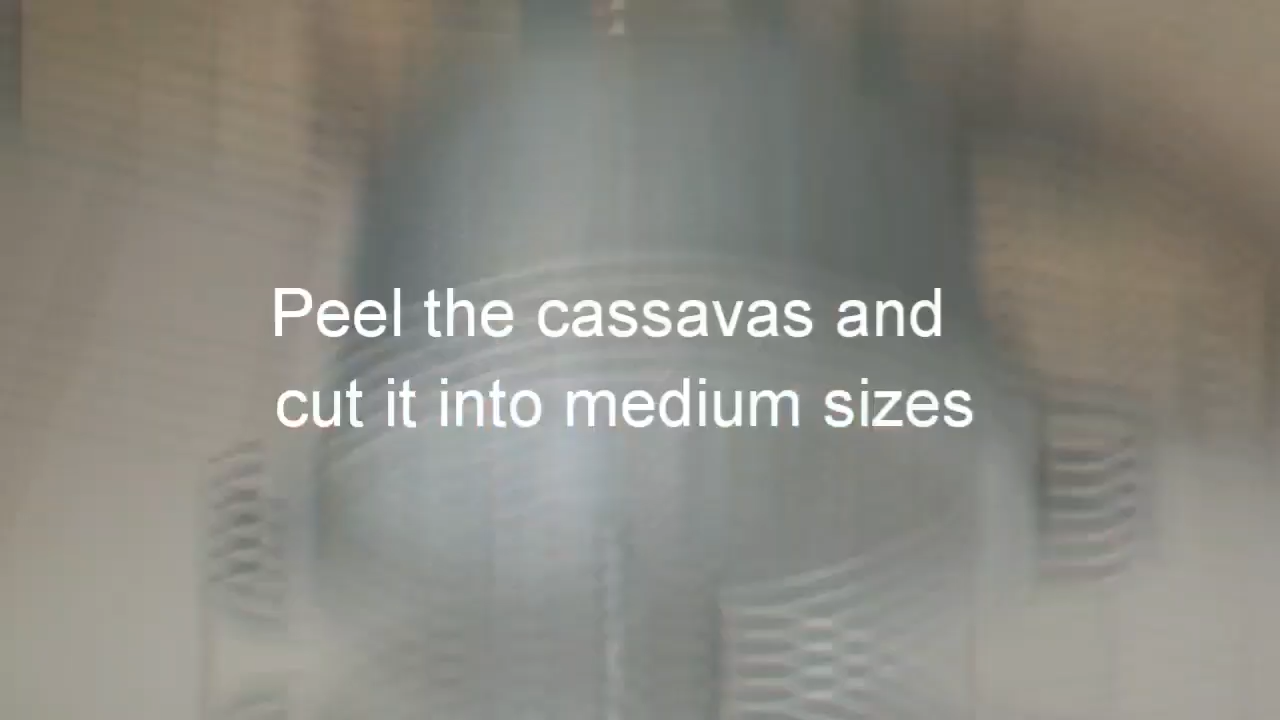 Peel the cassavas and
cut it into medium sizes